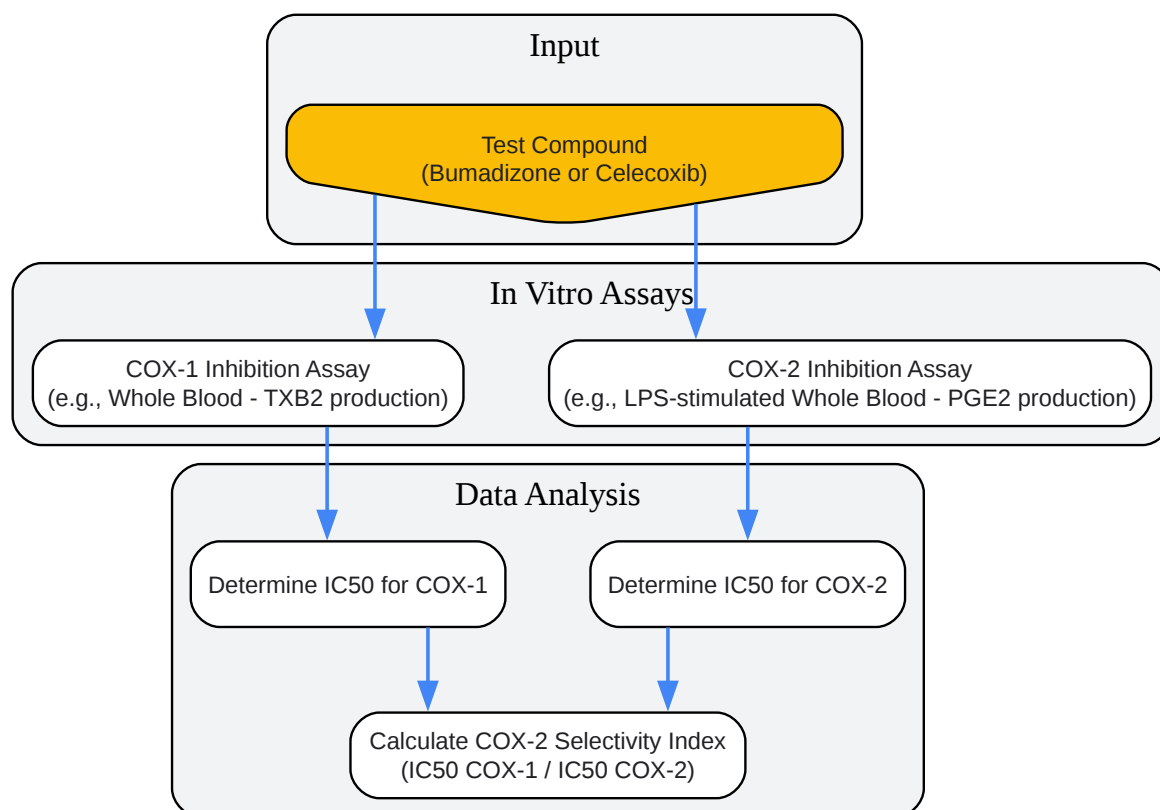 Input
Test Compound
(Bumadizone or Celecoxib)
In Vitro Assays
COX-1 Inhibition Assay
(e.g., Whole Blood - TXB2 production)
COX-2 Inhibition Assay
(e.g., LPS-stimulated Whole Blood - PGE2 production)
Data Analysis
Determine IC50 for COX-1
Determine IC50 for COX-2
Calculate COX-2 Selectivity Index
(IC50 COX-1 / IC50 COX-2)